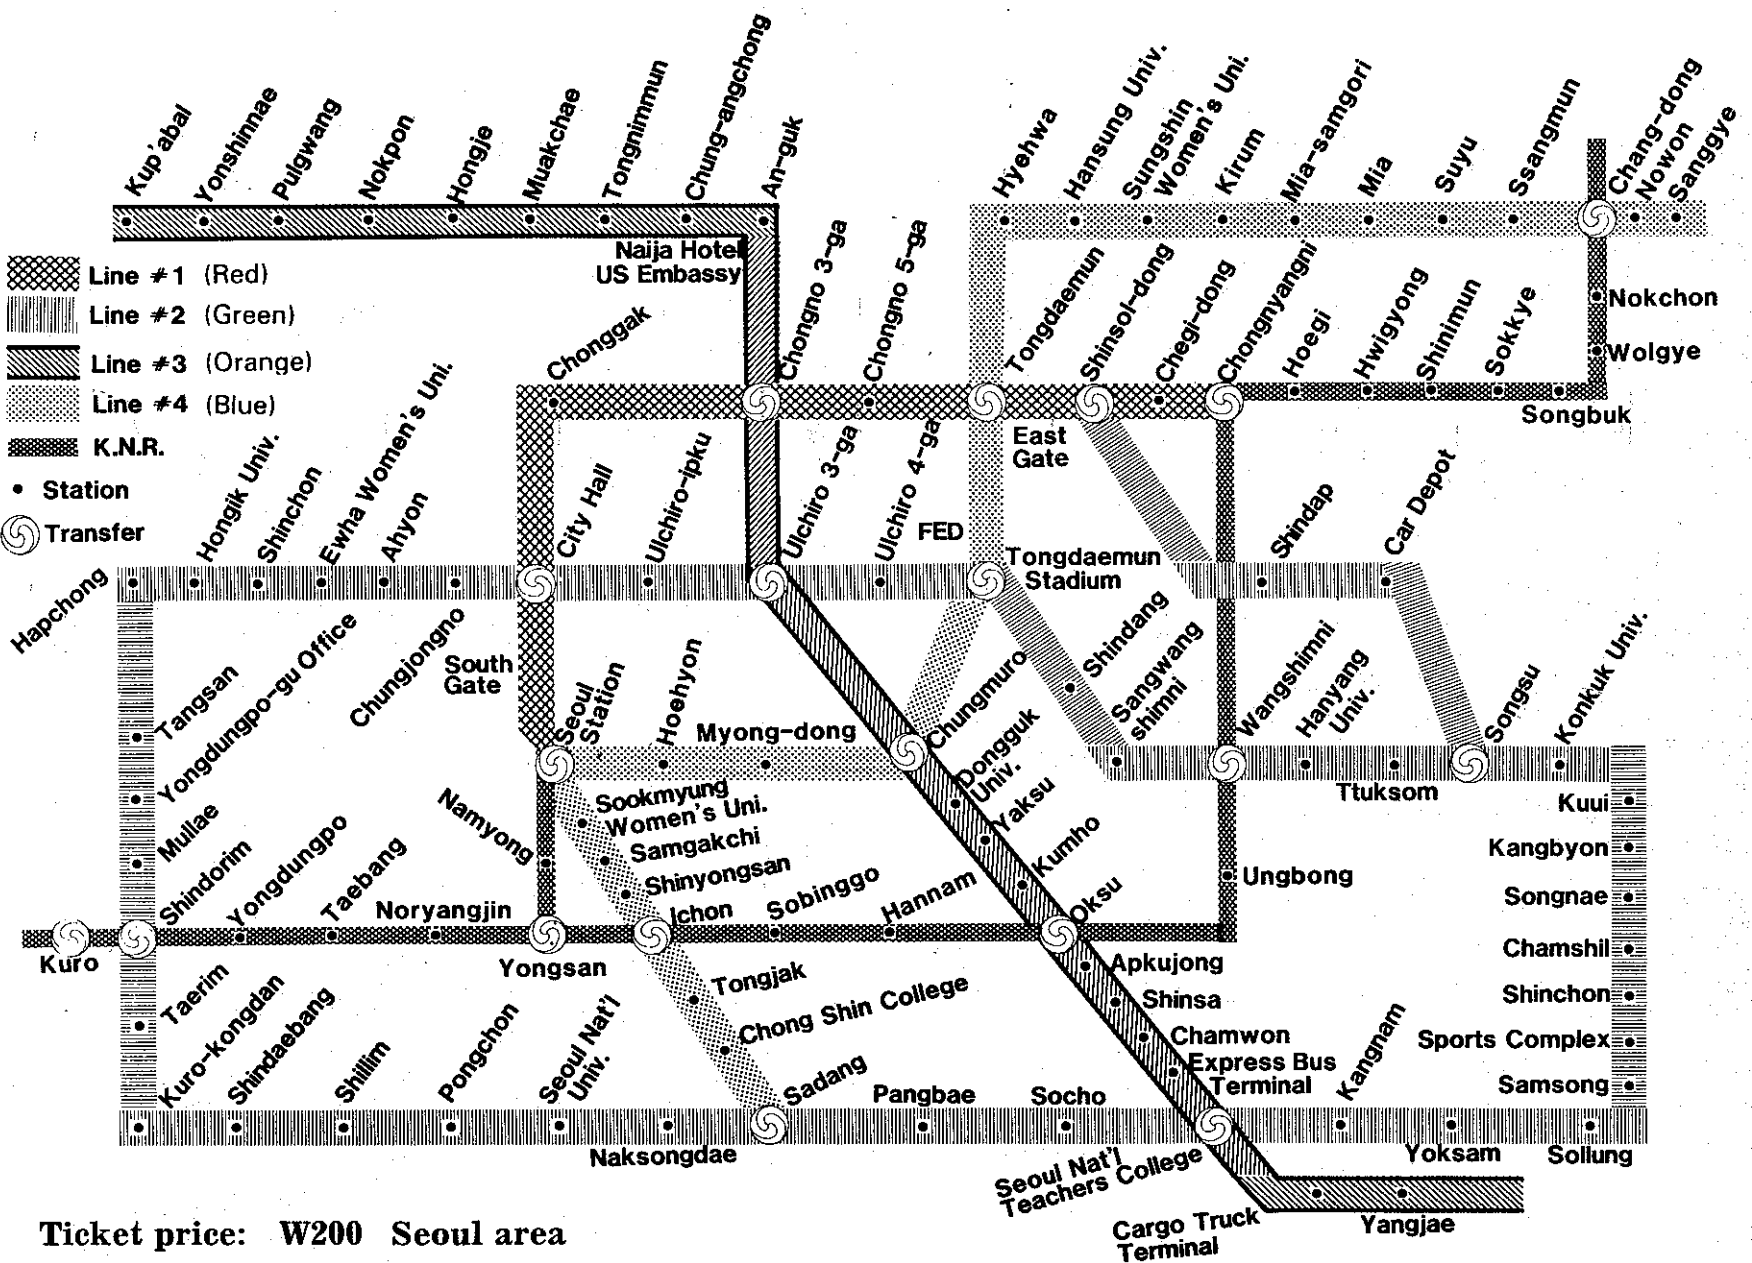 Kup'abal
Yonshinnae
Pulgwang
Nokpon
Hongje
Muakchae
Tongnimmun
Chung-angchong
An-guk
Hyehwa
Hansung Univ.
Sungshin
Women's Uni.
Kirum
Mia-samgori
Mia
Suyu
Ssangmun
Chang-dong
Nowon
Sanggye
Naija Hotel
US Embassy
Line #1 (Red)
Line #2 (Green)
Line #3 (Orange)
Line #4 (Blue)
K.N.R.
Station
Transfer
Chonggak
Chongno 3-ga
Chongno 5-ga
Tongdaemun
Shinsol-dong
Chegi-dong
Chongnyangni
Hoegi
Hwigyong
Shinimun
Sokkye
Nokchon
Wolgye
Songbuk
East
Gate
Hapchong
Hongik Univ.
Shinchon
Ewha Women's Uni.
Ahyon
City Hall
Ulchiro-ipku
Ulchiro 3-ga
Ulchiro 4-ga
FED
Tongdaemun
Stadium
Shindap
Car Depot
Tangsan
Yongdungpo-gu Office
Chungjongno
South
Gate
Seoul
Station
Hoehyon
Myong-dong
Chungmuro
Shindang
Sangwang
shimni
Wangshimni
Hanyang
Univ.
Ttuksom
Songsu
Konkuk Univ.
Mullae
Shindorim
Yongdungpo
Taebang
Noryangjin
Namyong
Sookmyung
Women's Uni.
Samgakchi
Shinyongsan
Ichon
Sobinggo
Hannam
Dongguk
Univ.
Yaksu
Kumho
Oksu
Ungbong
Kuui
Kangbyon
Songnae
Chamshil
Shinchon
Sports Complex
Samsong
Kuro
Yongsan
Taerim
Kuro-kongdan
Shindaebang
Shillim
Pongchon
Seoul Nat'l
Univ.
Tongjak
Chong Shin College
Sadang
Apkujong
Shinsa
Chamwon
Express Bus
Terminal
Kangnam
Naksongdae
Pangbae
Socho
Seoul Nat'l
Teachers College
Yoksam
Sollung
Cargo Truck
Terminal
Yangjae
Ticket price: W200 Seoul area